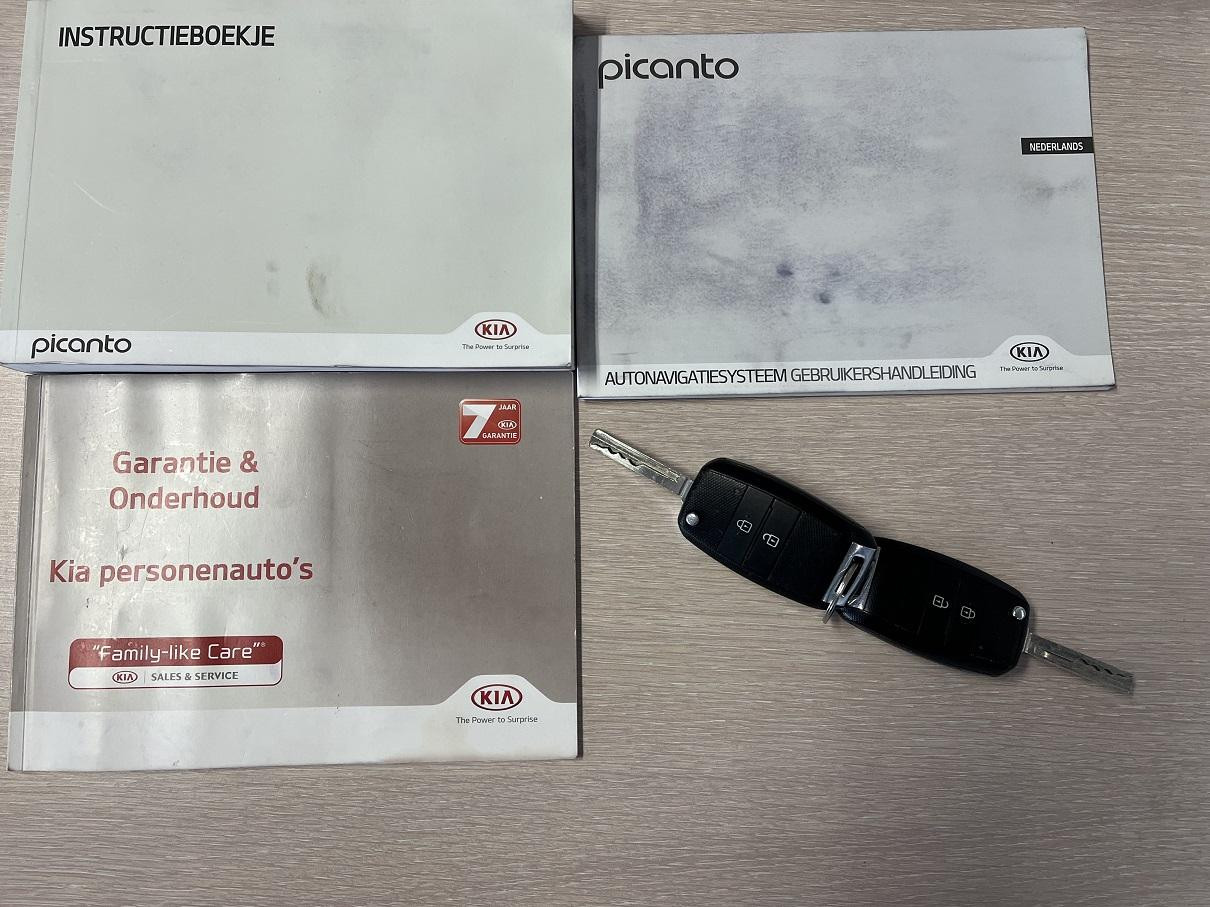 INSTRUCTIEBOEKJE
picanto
KIA
The Power to Surprise
picanto
NEDERLANDS
AUTONAVIGATIESYSTEEM GEBRUIKERSHANDLEIDING
KIA
The Power to Surprise
7 JAAR
KIA
GARANTIE
Garantie &
Onderhoud
Kia personenauto's
"Family-like Care"®
KIA | SALES & SERVICE
KIA
The Power to Surprise